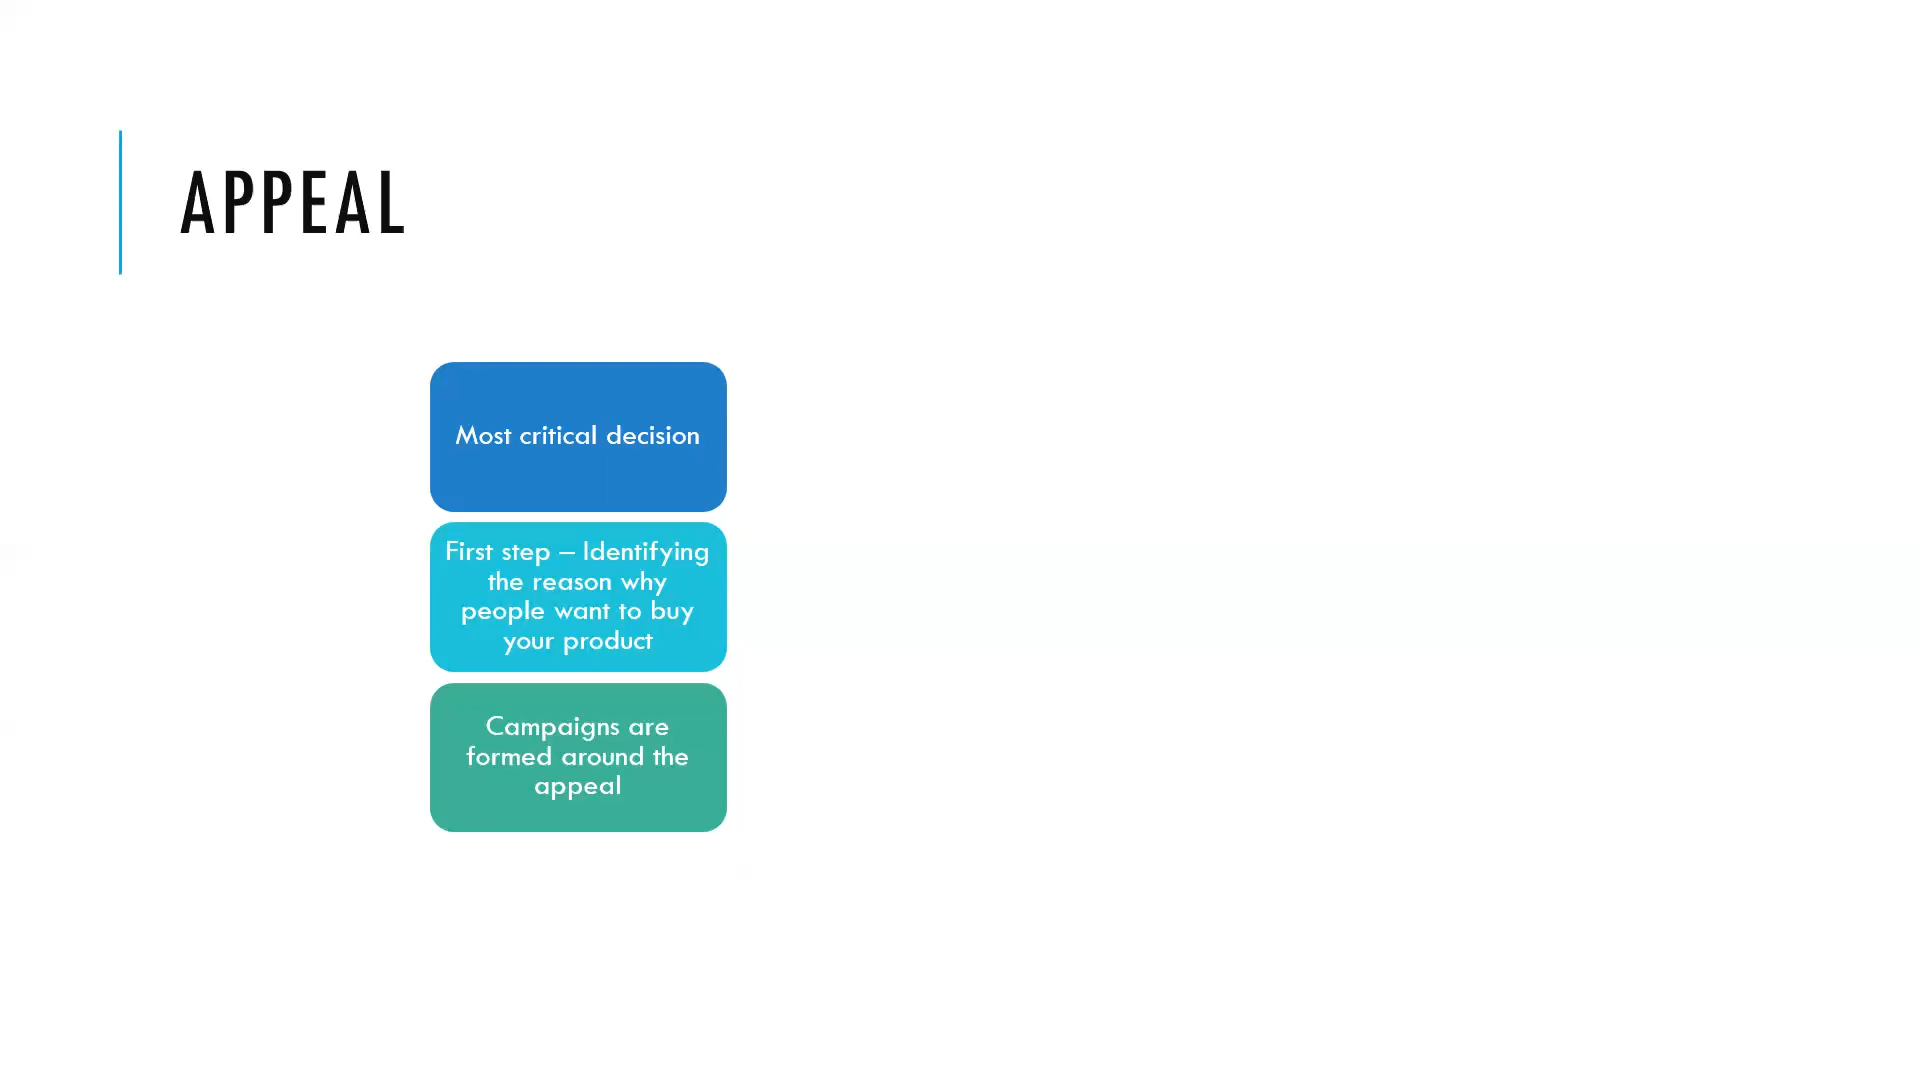 APPEAL
Most critical decision
First step – Identifying
the reason why
people want to buy
your product
Campaigns are
formed around the
appeal